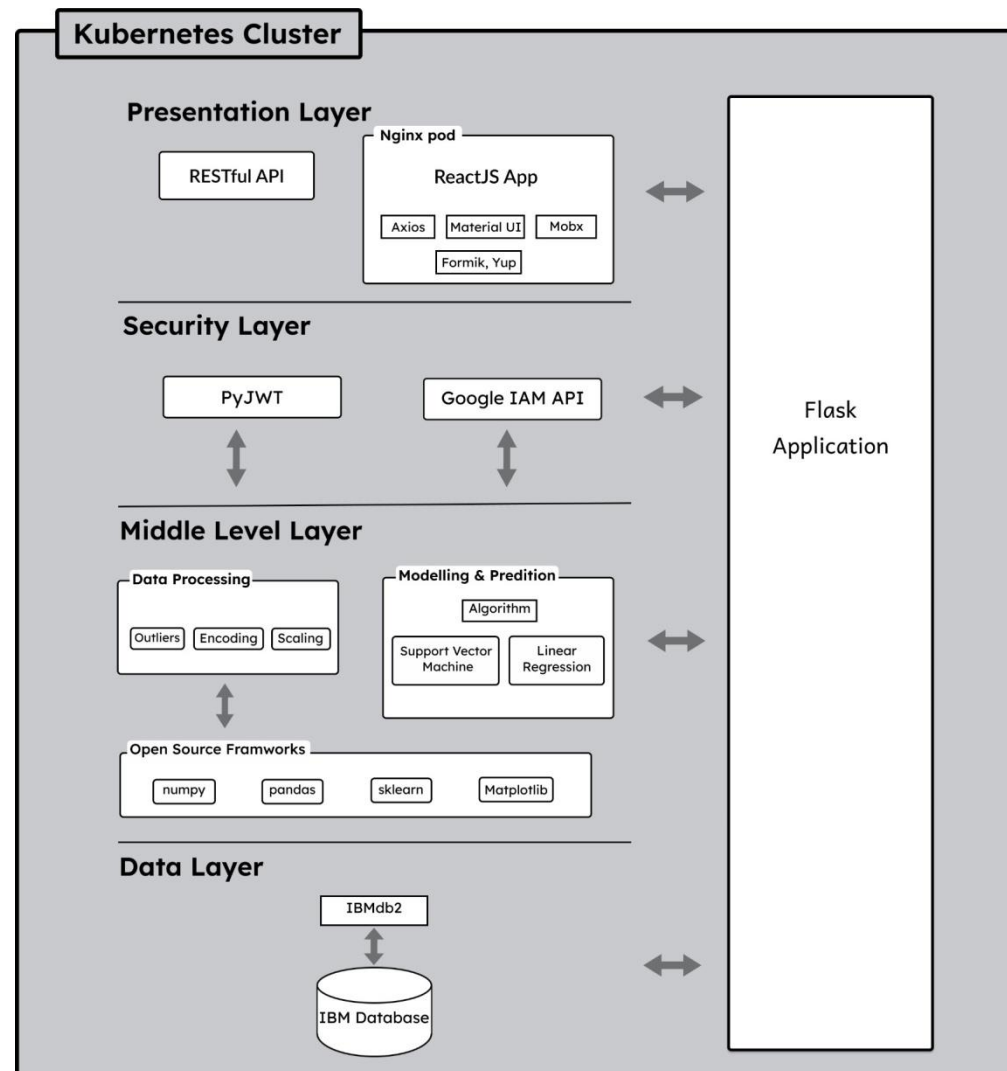 Kubernetes Cluster
Presentation Layer
RESTful API
Nginx pod
ReactJS App
Axios
Material UI
Mobx
Formik, Yup
Security Layer
PyJWT
Google IAM API
Flask
Application
Middle Level Layer
Data Processing
Outliers
Encoding
Scaling
Modelling & Predition
Algorithm
Support Vector
Machine
Linear
Regression
Open Source Framworks
numpy
pandas
sklearn
Matplotlib
Data Layer
IBMdb2
IBM Database